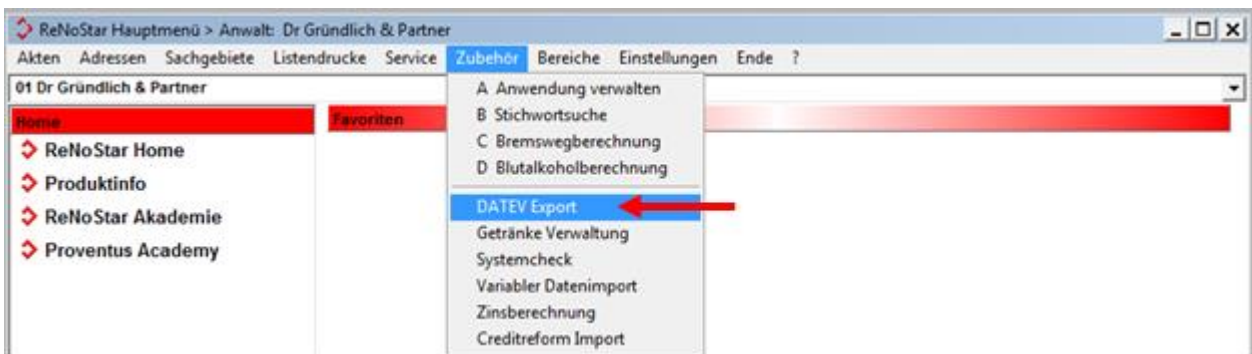 ReNoStar Hauptmenü > Anwalt: Dr Gründlich & Partner
Akten Adressen Sachgebiete Listendrucke Service Zubehör Bereiche Einstellungen Ende ?
01 Dr Gründlich & Partner
Home
Favoriten
ReNoStar Home
Produktinfo
ReNoStar Akademie
Proventus Academy
A Anwendung verwalten
B Stichwortsuche
C Bremswegberechnung
D Blutalkoholberechnung
DATEV Export
Getränke Verwaltung
Systemcheck
Variabler Datenimport
Zinsberechnung
Creditreform Import